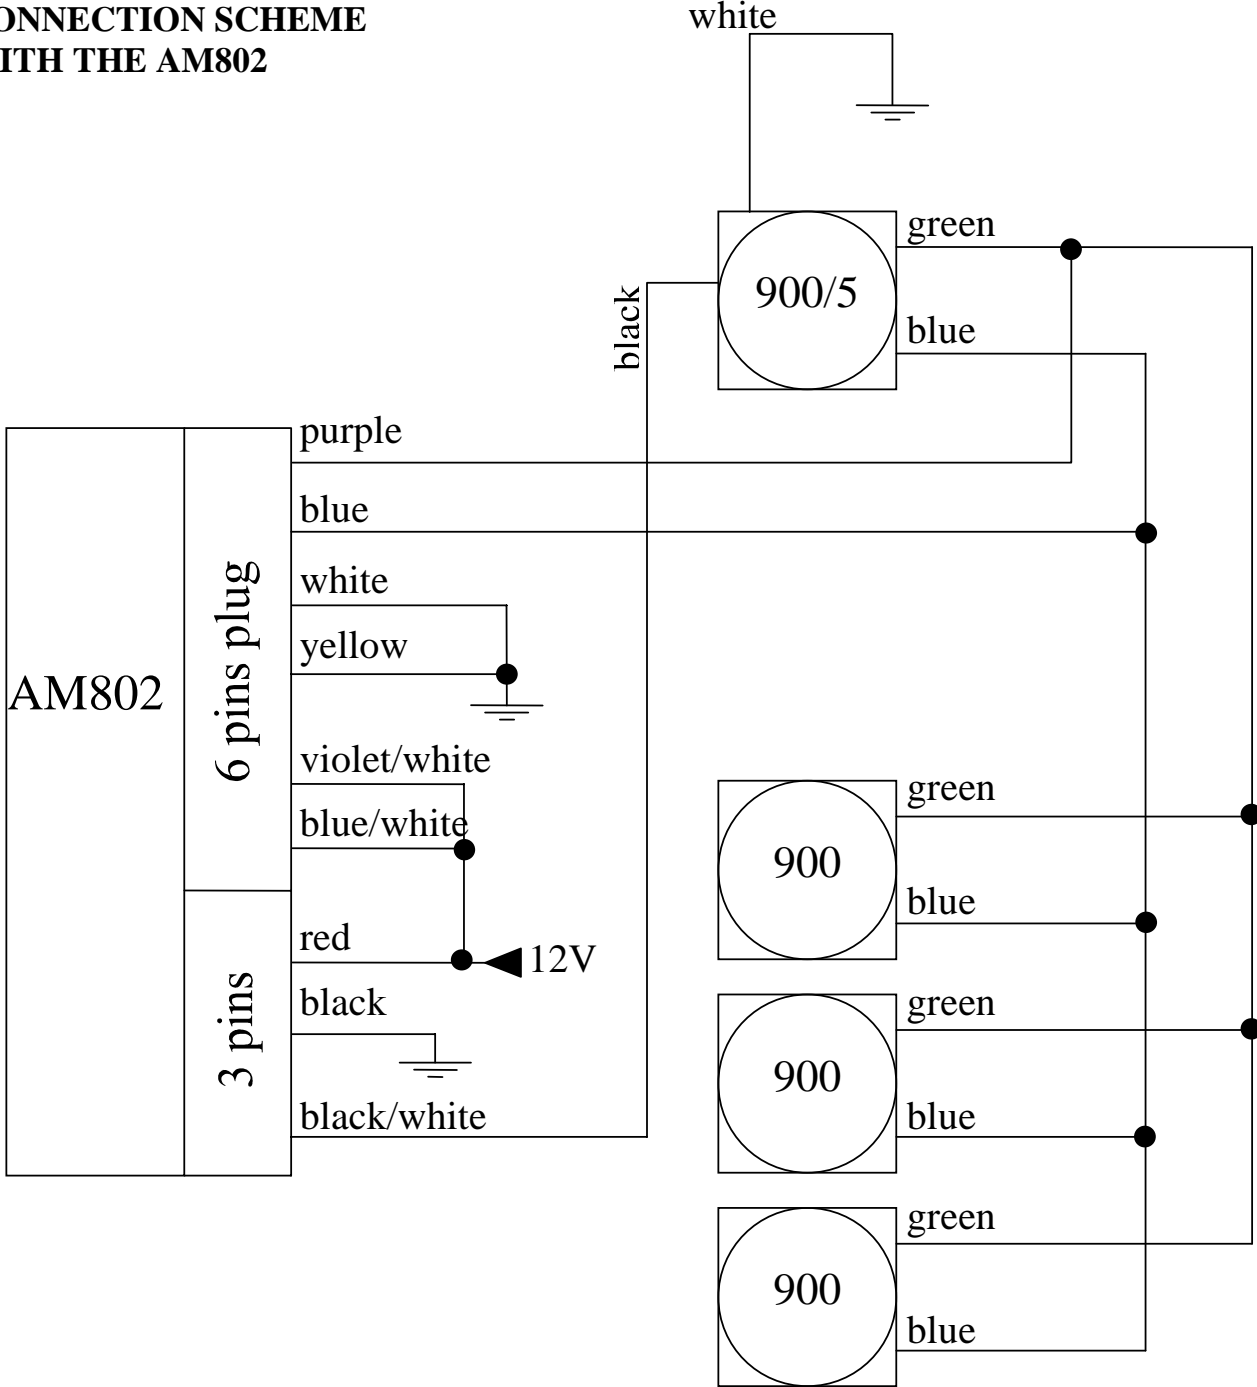 ONNECTION SCHEME
ITH THE AM802
white
green
900/5
blue
black
purple
blue
white
yellow
6 pins plug
AM802
violet/white
blue/white
red
12V
black
3 pins
black/white
green
900
blue
green
900
blue
green
900
blue